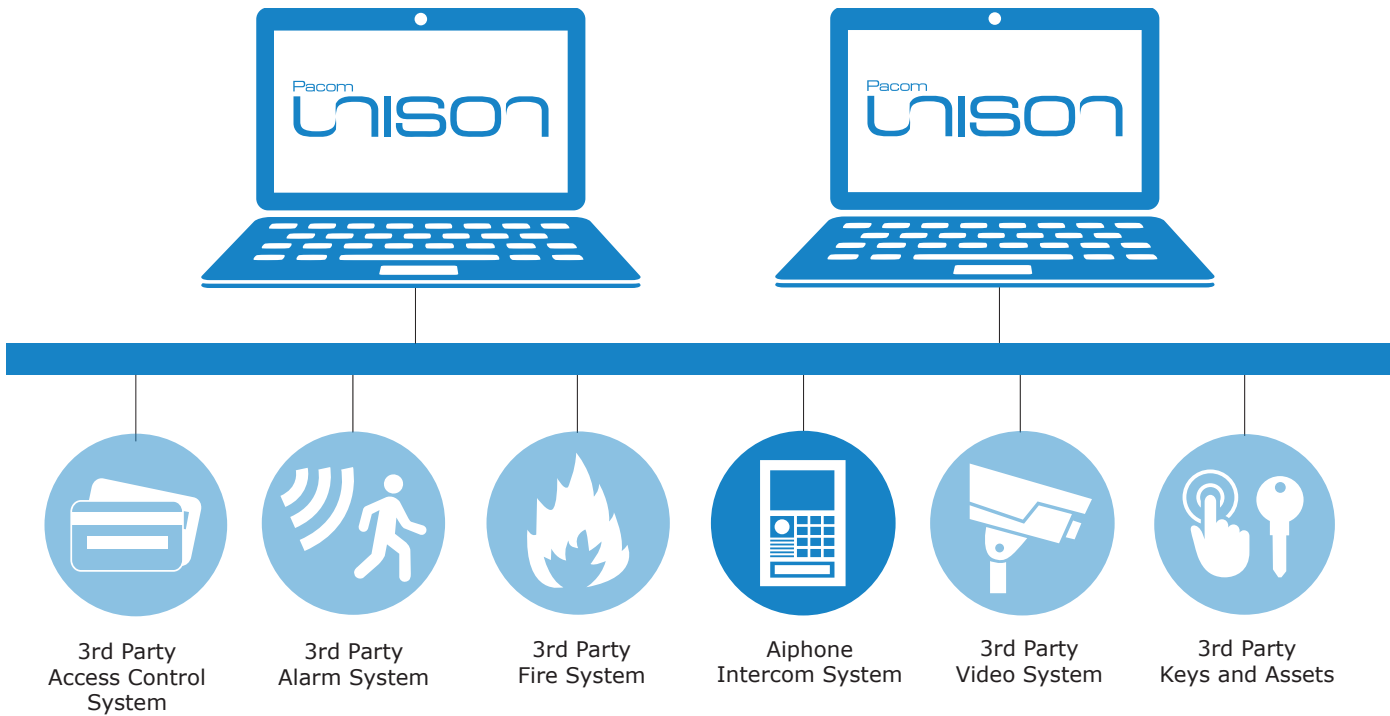 Pacom
unison
Pacom
unison
3rd Party
Access Control
System
3rd Party
Alarm System
3rd Party
Fire System
Aiphone
Intercom System
3rd Party
Video System
3rd Party
Keys and Assets